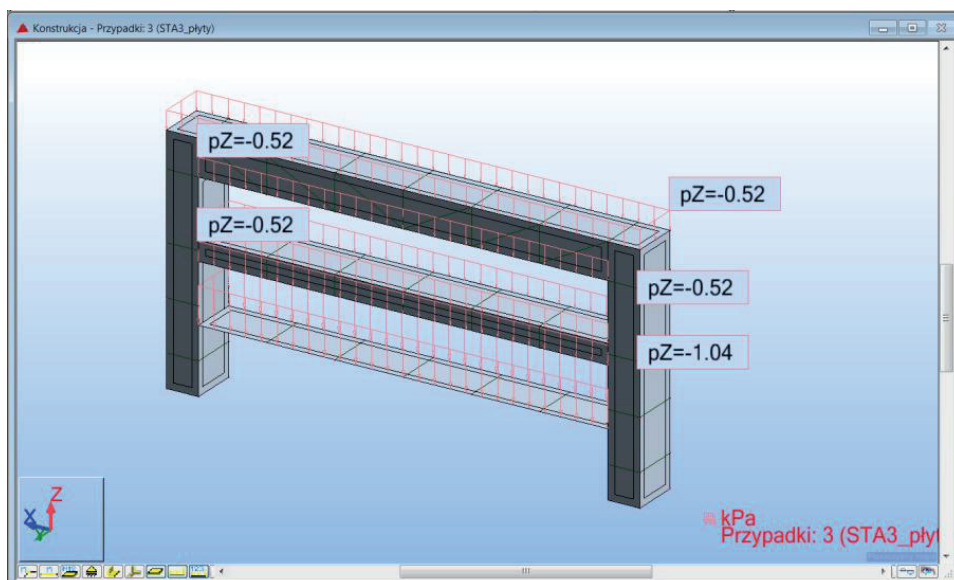 Konstrukcja - Przypadki: 3 (STA3_płyty)
pZ=-0.52
pZ=-0.52
pZ=-0.52
pZ=-0.52
pZ=-1.04
Z
X
Y
kPa
Przypadki: 3 (STA3_płyt